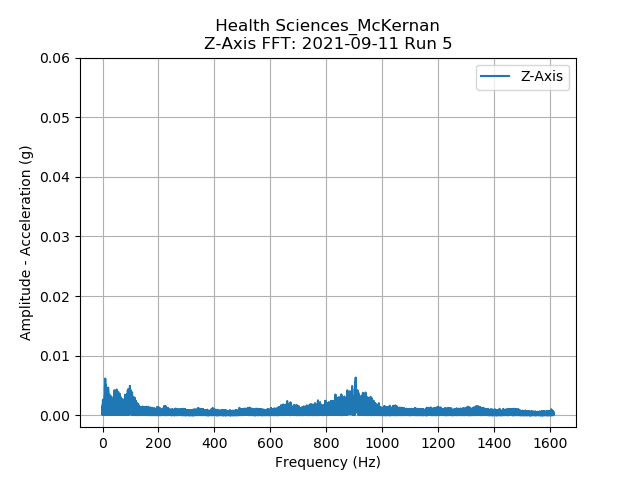 Health Sciences_McKernan
Z-Axis FFT: 2021-09-11 Run 5
Z-Axis
0.06
0.05
0.04
0.03
0.02
0.01
0.00
Amplitude - Acceleration (g)
0 200 400 600 800 1000 1200 1400 1600
Frequency (Hz)